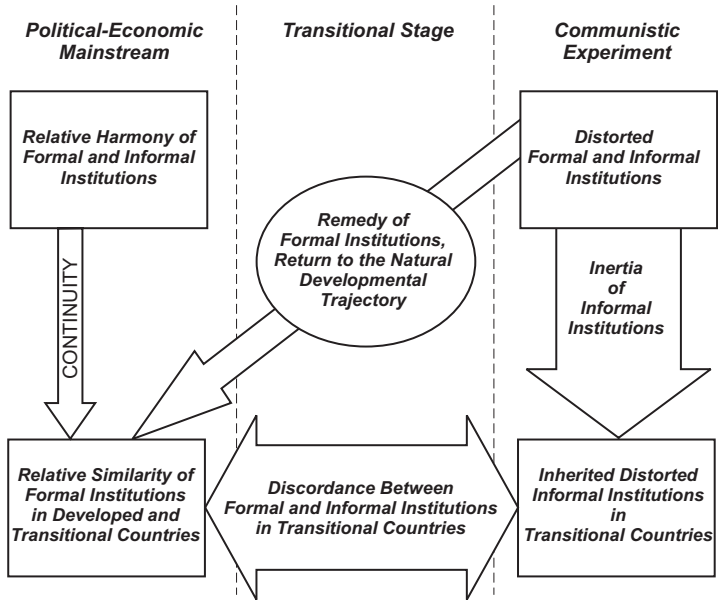 Political-Economic
Mainstream
Transitional Stage
Communistic
Experiment
Relative Harmony of
Formal and Informal
Institutions
Distorted
Formal and Informal
Institutions
Remedy of
Formal Institutions,
Return to the Natural
Developmental
Trajectory
CONTINUITY
Inertia
of
Informal
Institutions
Relative Similarity of
Formal Institutions
in Developed and
Transitional Countries
Discordance Between
Formal and Informal Institutions
in Transitional Countries
Inherited Distorted
Informal Institutions
in
Transitional Countries